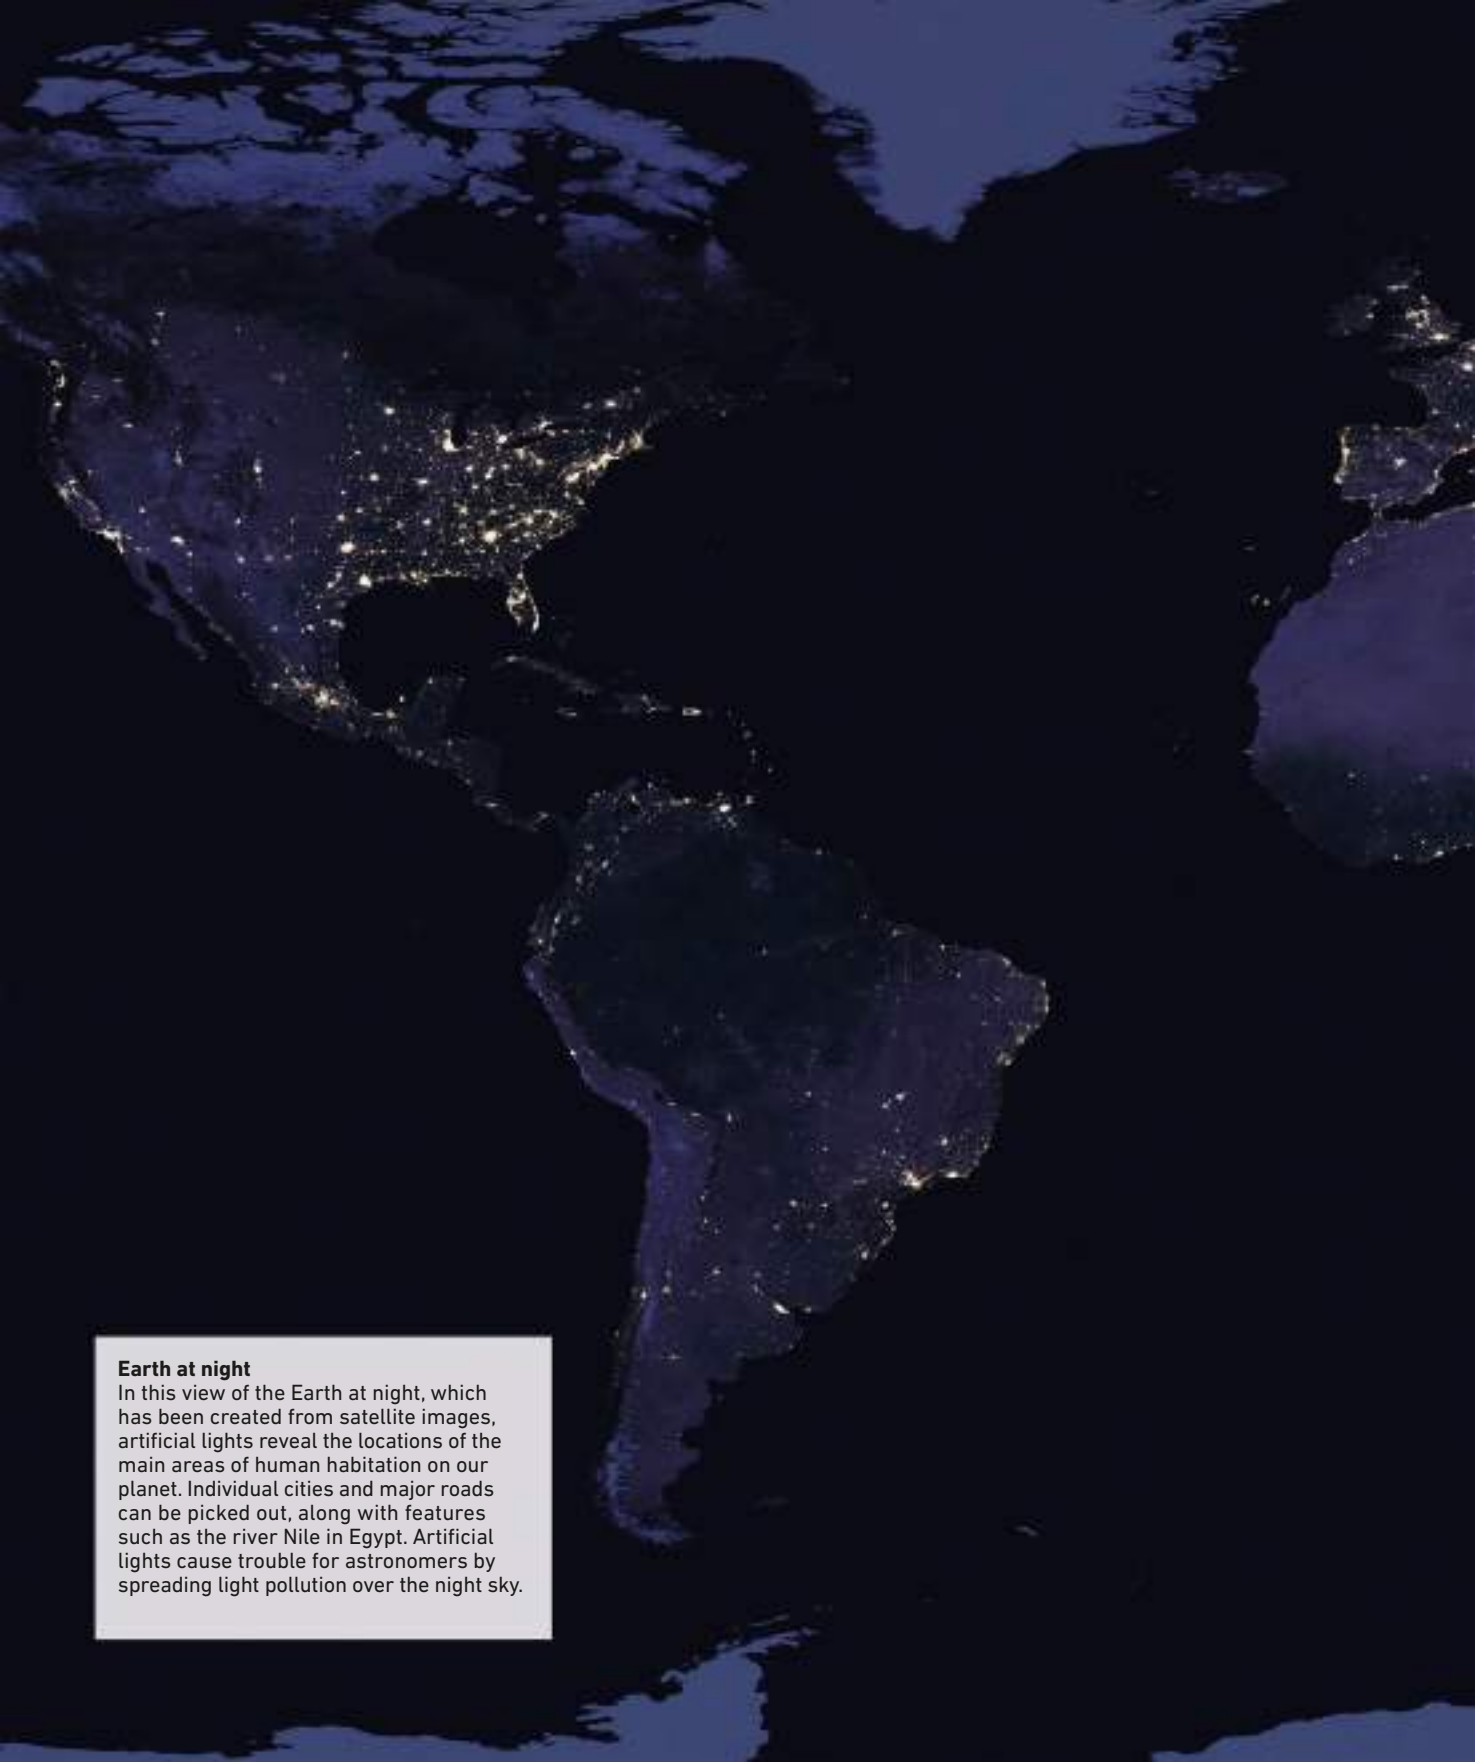 Earth at night
In this view of the Earth at night, which
has been created from satellite images,
artificial lights reveal the locations of the
main areas of human habitation on our
planet. Individual cities and major roads
can be picked out, along with features
such as the river Nile in Egypt. Artificial
lights cause trouble for astronomers by
spreading light pollution over the night sky.